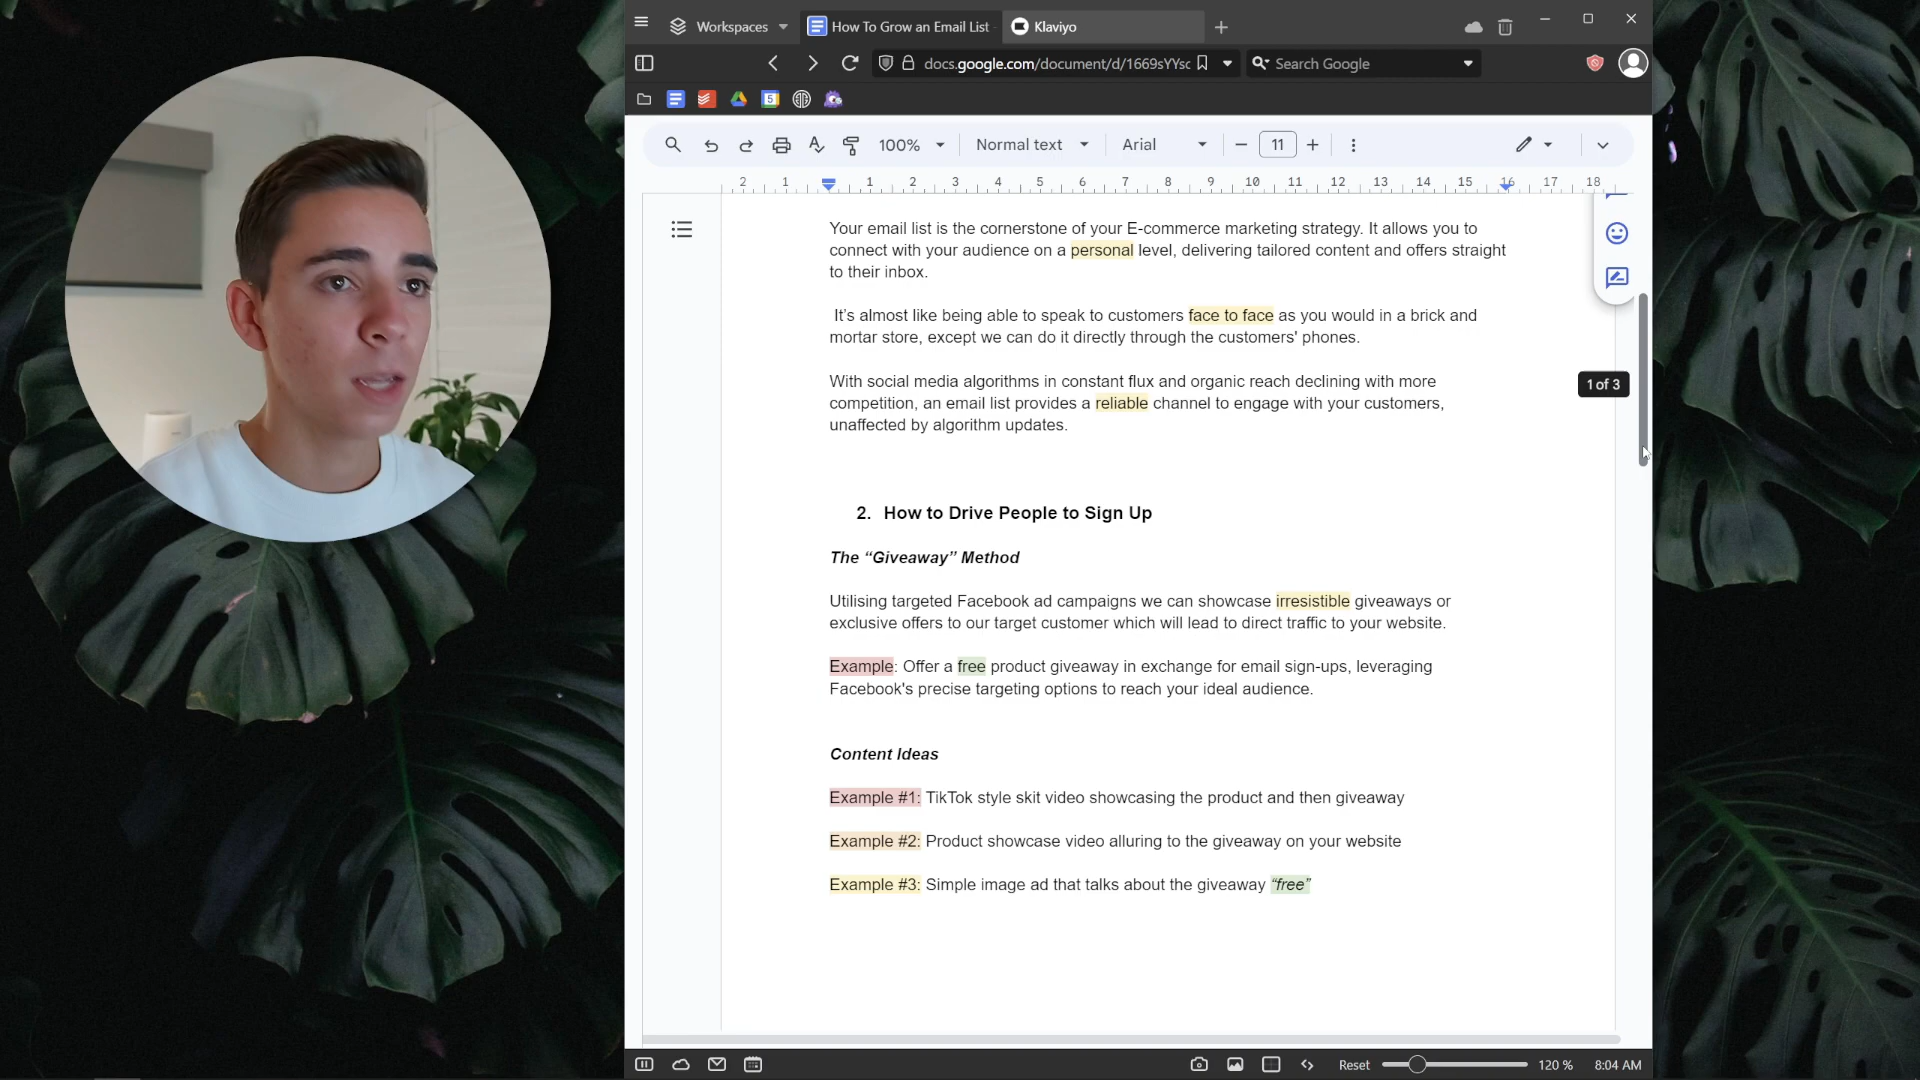 Workspaces
How To Grow an Email List
Klaviyo
docs.google.com/document/d/1669sYYsc
Search Google
5
100%
Normal text
Arial
11
2 1 1 2 3 4 5 6 7 8 9 10 11 12 13 14 15 16 17 18
Your email list is the cornerstone of your E-commerce marketing strategy. It allows you to
connect with your audience on a personal level, delivering tailored content and offers straight
to their inbox.
It's almost like being able to speak to customers face to face as you would in a brick and
mortar store, except we can do it directly through the customers' phones.
With social media algorithms in constant flux and organic reach declining with more
competition, an email list provides a reliable channel to engage with your customers,
unaffected by algorithm updates.
1 of 3
2. How to Drive People to Sign Up
The “Giveaway” Method
Utilising targeted Facebook ad campaigns we can showcase irresistible giveaways or
exclusive offers to our target customer which will lead to direct traffic to your website.
Example: Offer a free product giveaway in exchange for email sign-ups, leveraging
Facebook's precise targeting options to reach your ideal audience.
Content Ideas
Example #1: TikTok style skit video showcasing the product and then giveaway
Example #2: Product showcase video alluring to the giveaway on your website
Example #3: Simple image ad that talks about the giveaway “free”
Reset
120 %
8:04 AM